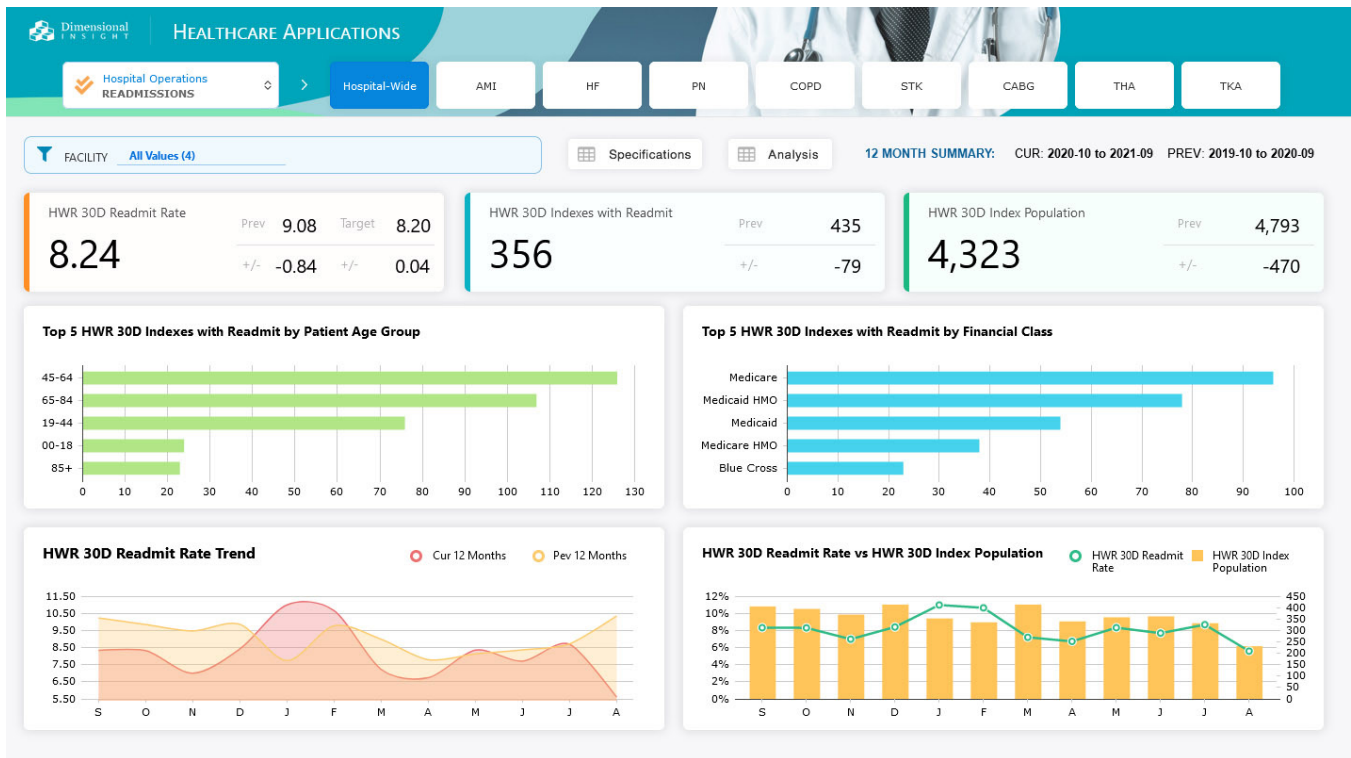 Dimensional
INSIGHT
HEALTHCARE APPLICATIONS
Hospital Operations
READMISSIONS
Hospital-Wide
AMI
HF
PN
COPD
STK
CABG
THA
TKA
FACILITY All Values (4)
Specifications
Analysis
12 MONTH SUMMARY: CUR: 2020-10 to 2021-09 PREV: 2019-10 to 2020-09
HWR 30D Readmit Rate
8.24
Prev 9.08 Target 8.20
+/- -0.84 +/- 0.04
HWR 30D Indexes with Readmit
356
Prev 435
+/- -79
HWR 30D Index Population
4,323
Prev 4,793
+/- -470
Top 5 HWR 30D Indexes with Readmit by Patient Age Group
45-64
65-84
19-44
00-18
85+
0 10 20 30 40 50 60 70 80 90 100 110 120 130
Top 5 HWR 30D Indexes with Readmit by Financial Class
Medicare
Medicaid HMO
Medicaid
Medicare HMO
Blue Cross
0 10 20 30 40 50 60 70 80 90 100
HWR 30D Readmit Rate Trend
Cur 12 Months
Pev 12 Months
11.50
10.50
9.50
8.50
7.50
6.50
5.50
S O N D J F M A M J J A
HWR 30D Readmit Rate vs HWR 30D Index Population
HWR 30D Readmit
Rate
HWR 30D Index
Population
12%
10%
8%
6%
4%
2%
0%
450
400
350
300
250
200
150
100
50
0
S O N D J F M A M J J A